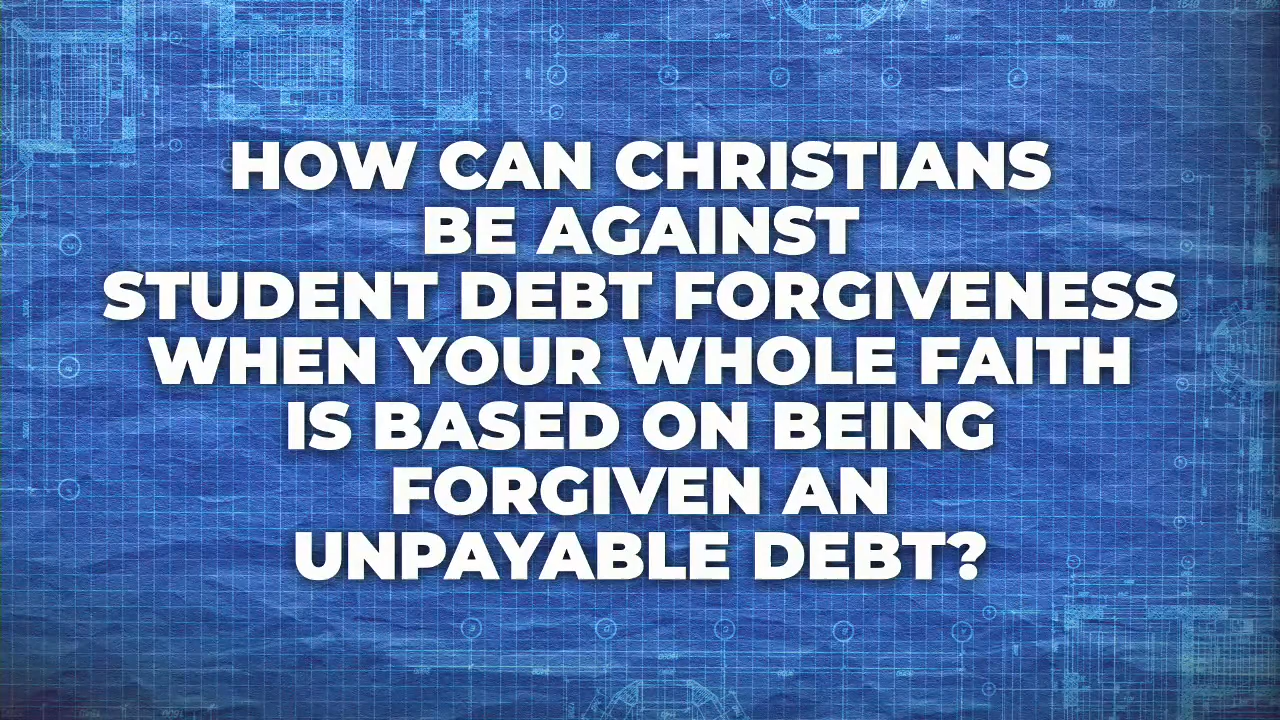 HOW CAN CHRISTIANS
BE AGAINST
STUDENT DEBT FORGIVENESS
WHEN YOUR WHOLE FAITH
IS BASED ON BEING
FORGIVEN AN
UNPAYABLE DEBT?